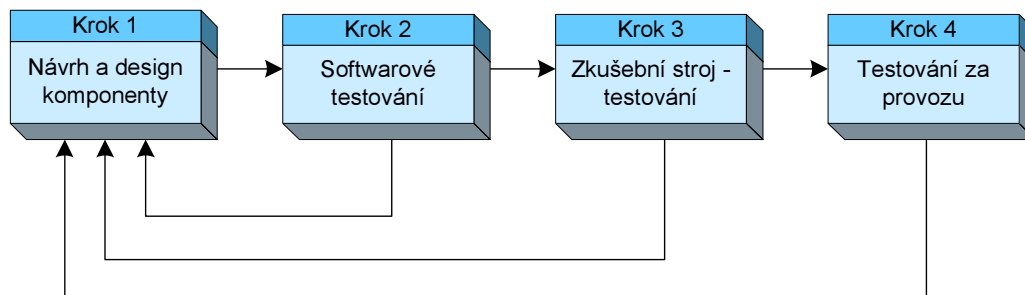 Krok 1
Návrh a design
komponenty
Krok 2
Softwarové
testování
Krok 3
Zkušební stroj -
testování
Krok 4
Testování za
provozu